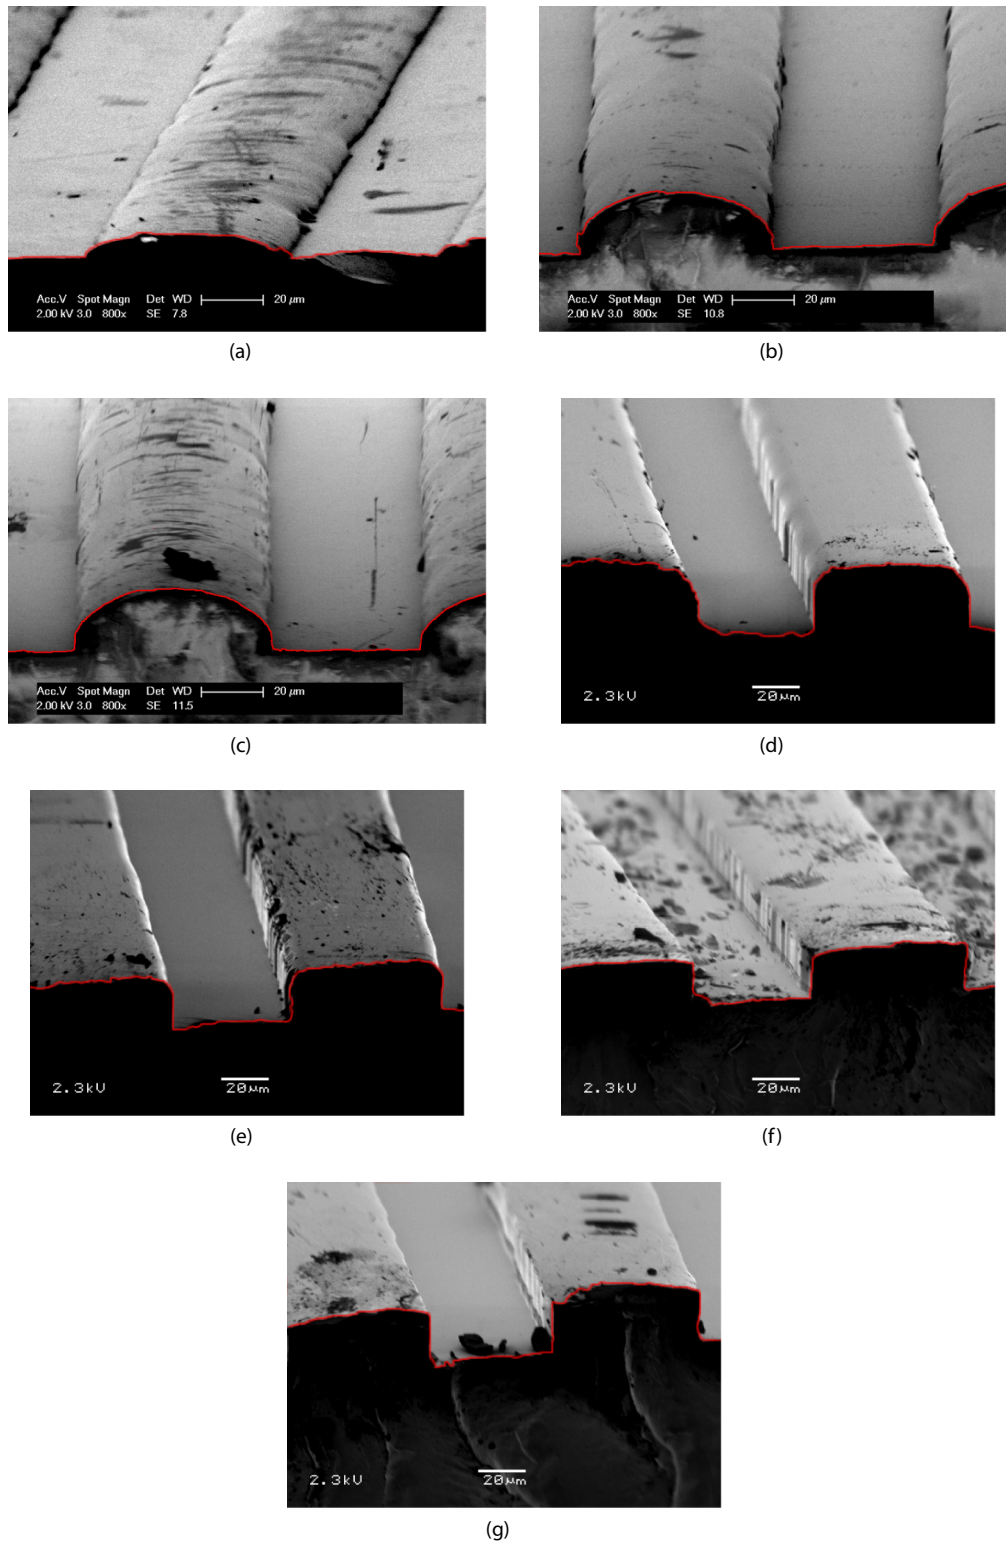 Acc.V Spot Magn Det WD 20 µm
2.00 kV 3.0 800x SE 7.8
(a)
Acc.V Spot Magn Det WD 20 µm
2.00 kV 3.0 800x SE 10.8
(b)
Acc.V Spot Magn Det WD 20 µm
2.00 kV 3.0 800x SE 11.5
(c)
2.3kV 20µm
(d)
2.3kV 20µm
(e)
2.3kV 20µm
(f)
2.3kV 20µm
(g)